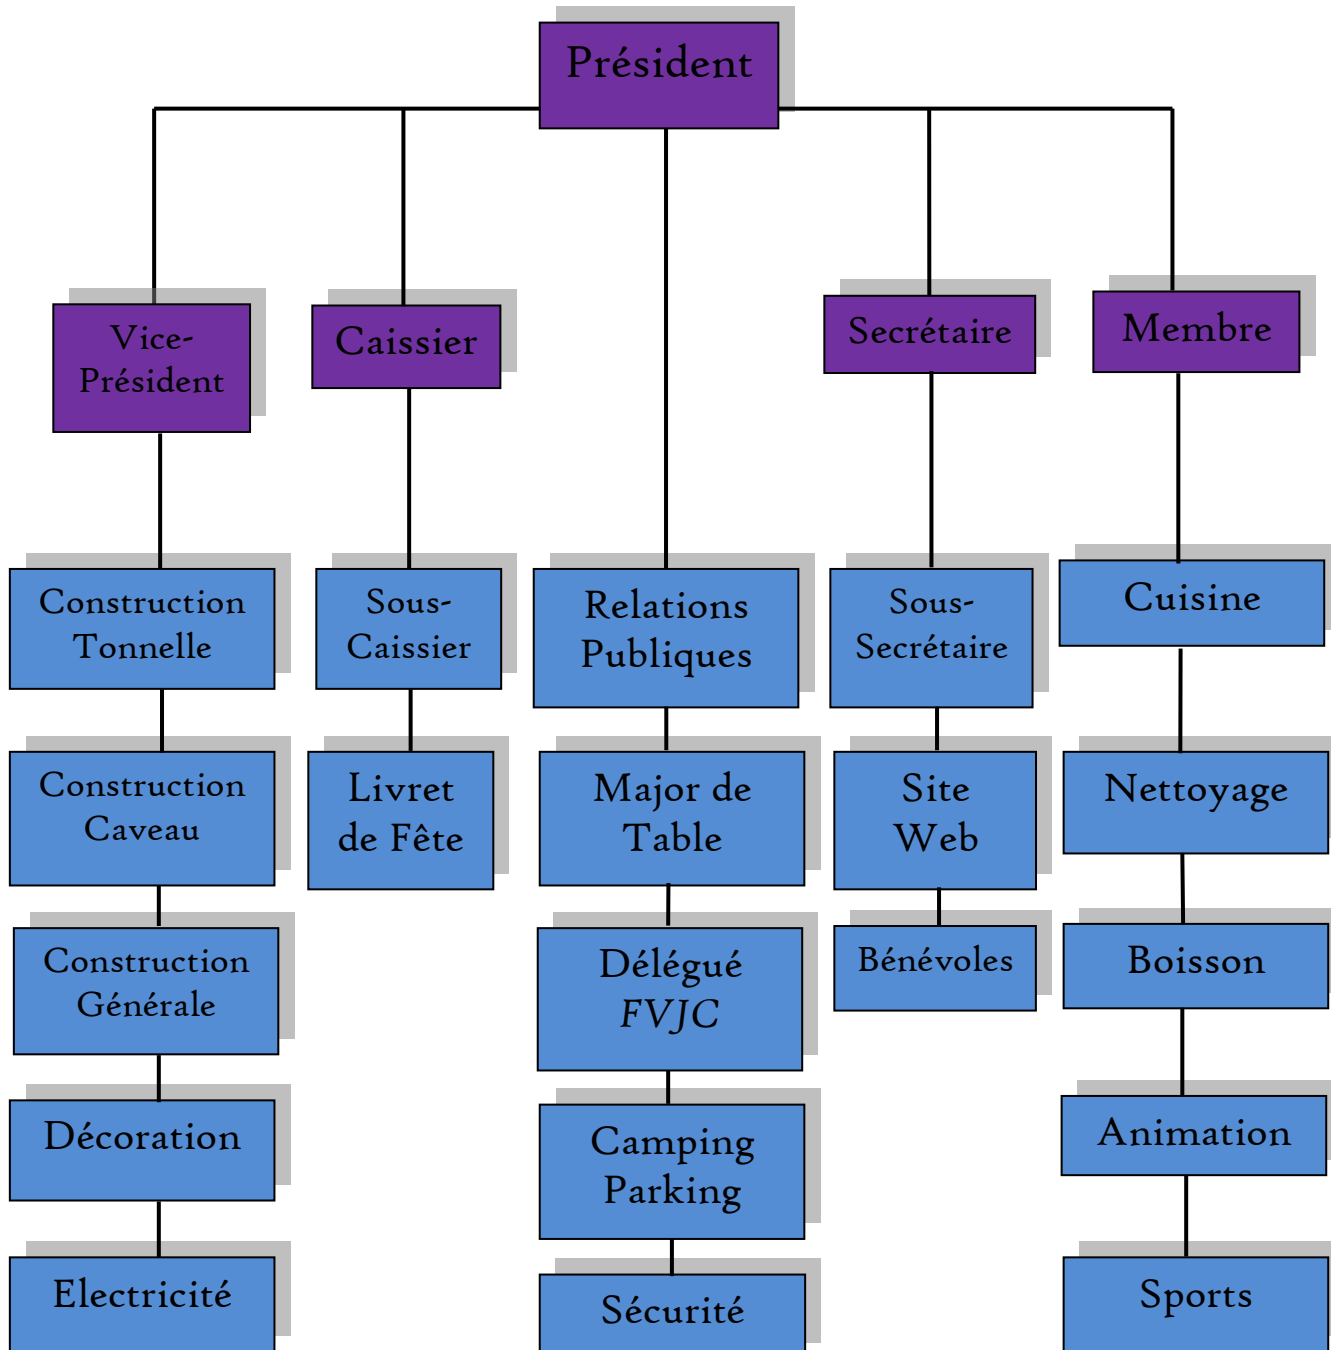 Président
Vice-
Président
Caissier
Secrétaire
Membre
Construction
Tonnelle
Sous-
Caissier
Relations
Publiques
Sous-
Secrétaire
Cuisine
Construction
Caveau
Livret
de Fête
Major de
Table
Site
Web
Nettoyage
Construction
Générale
Délégué
FVJC
Bénévoles
Boisson
Décoration
Camping
Parking
Animation
Electricité
Sécurité
Sports